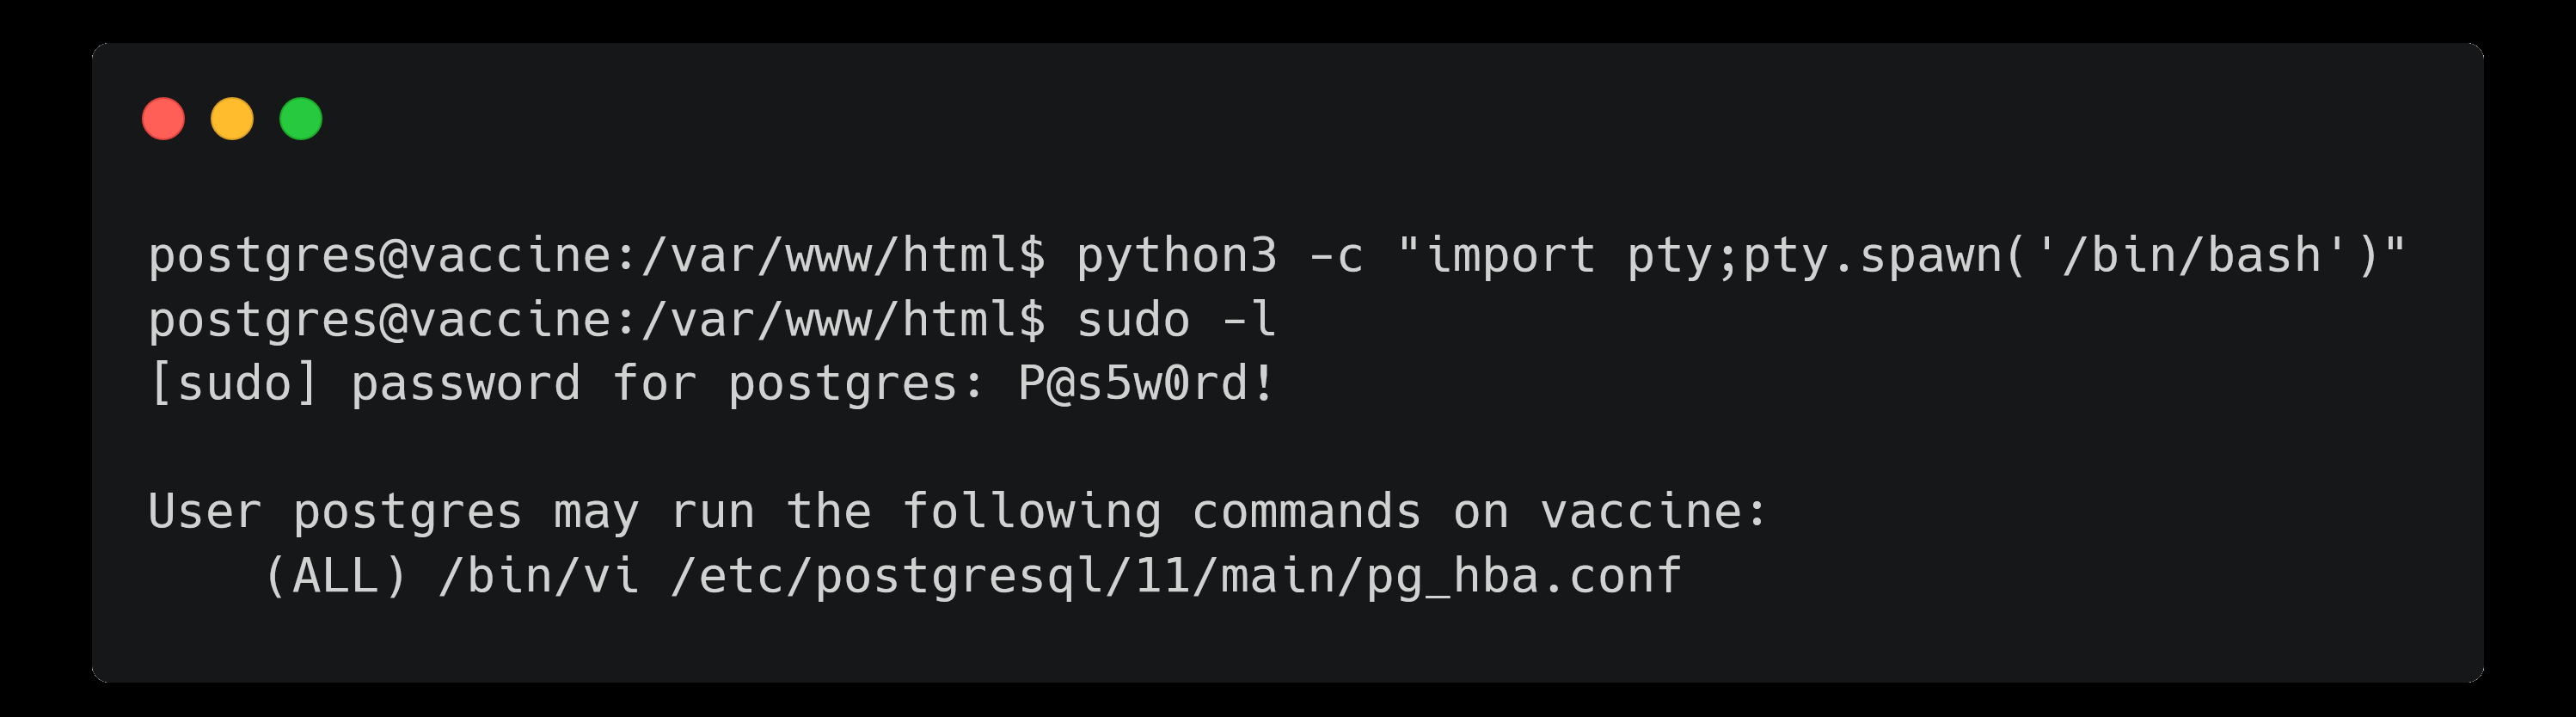 postgres@vaccine:/var/www/html$ python3 -c "import pty;pty.spawn('/bin/bash')"
postgres@vaccine:/var/www/html$ sudo -l
[sudo] password for postgres: P@s5w0rd!
User postgres may run the following commands on vaccine:
    (ALL) /bin/vi /etc/postgresql/11/main/pg_hba.conf